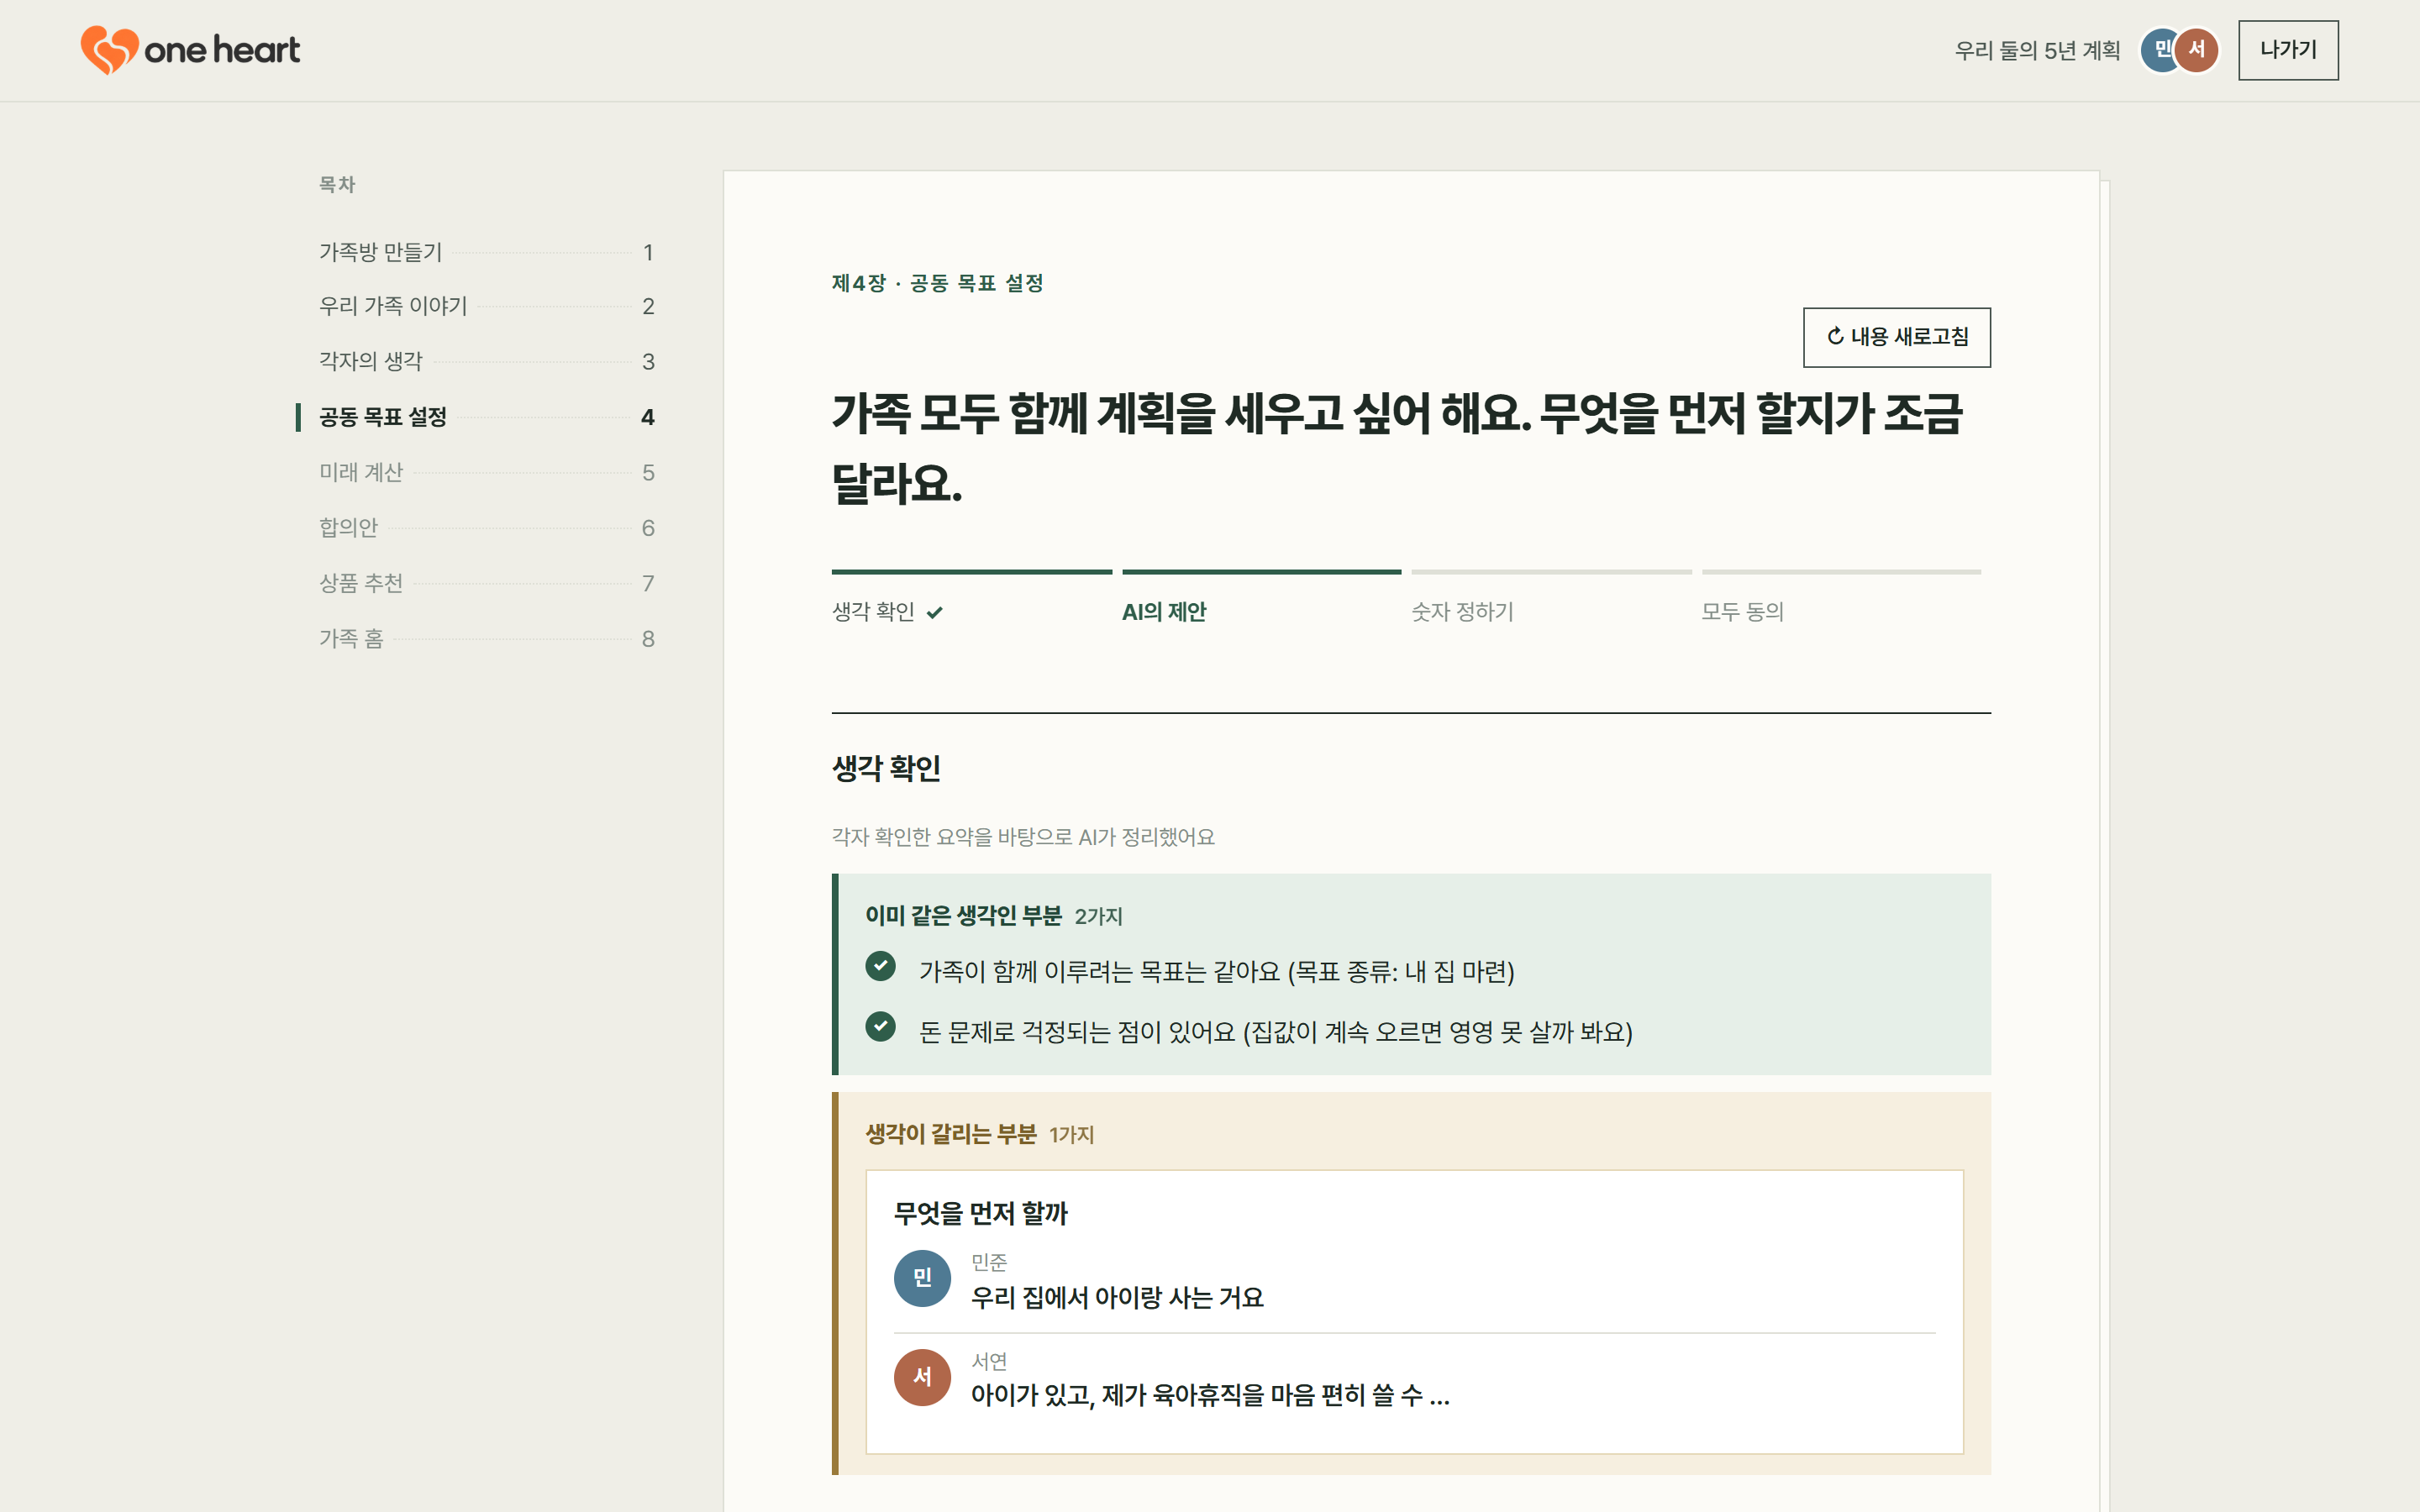 one heart
우리 둘의 5년 계획
민
서
나가기
목차
가족방 만들기 1
우리 가족 이야기 2
각자의 생각 3
공동 목표 설정 4
미래 계산 5
합의안 6
상품 추천 7
가족 홈 8
제4장 · 공동 목표 설정
내용 새로고침
가족 모두 함께 계획을 세우고 싶어 해요. 무엇을 먼저 할지가 조금
달라요.
생각 확인
AI의 제안
숫자 정하기
모두 동의
생각 확인
각자 확인한 요약을 바탕으로 AI가 정리했어요
이미 같은 생각인 부분 2가지
가족이 함께 이루려는 목표는 같아요 (목표 종류: 내 집 마련)
돈 문제로 걱정되는 점이 있어요 (집값이 계속 오르면 영영 못 살까 봐요)
생각이 갈리는 부분 1가지
무엇을 먼저 할까
민
민준
우리 집에서 아이랑 사는 거요
서
서연
아이가 있고, 제가 육아휴직을 마음 편히 쓸 수 ...